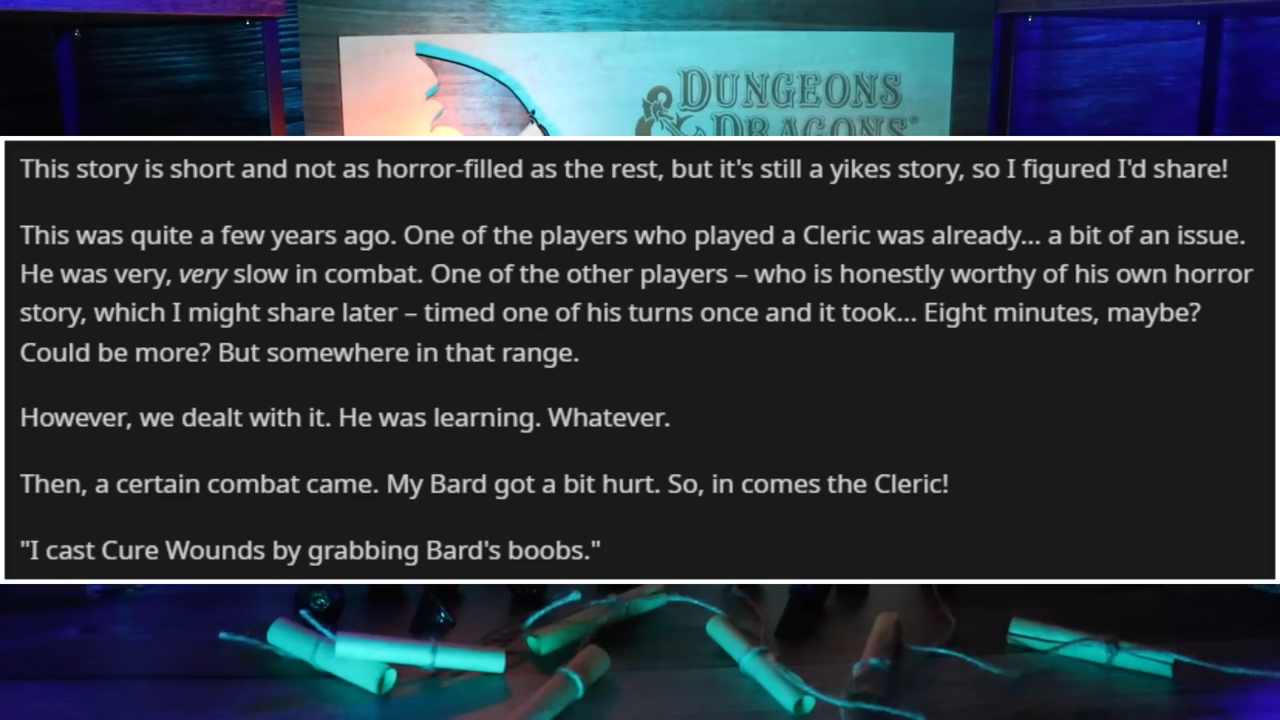 DUNGEONS
DRAGONS®
This story is short and not as horror-filled as the rest, but it's still a yikes story, so I figured I'd share!
This was quite a few years ago. One of the players who played a Cleric was already... a bit of an issue.
He was very, very slow in combat. One of the other players – who is honestly worthy of his own horror
story, which I might share later – timed one of his turns once and it took... Eight minutes, maybe?
Could be more? But somewhere in that range.
However, we dealt with it. He was learning. Whatever.
Then, a certain combat came. My Bard got a bit hurt. So, in comes the Cleric!
"I cast Cure Wounds by grabbing Bard's boobs."